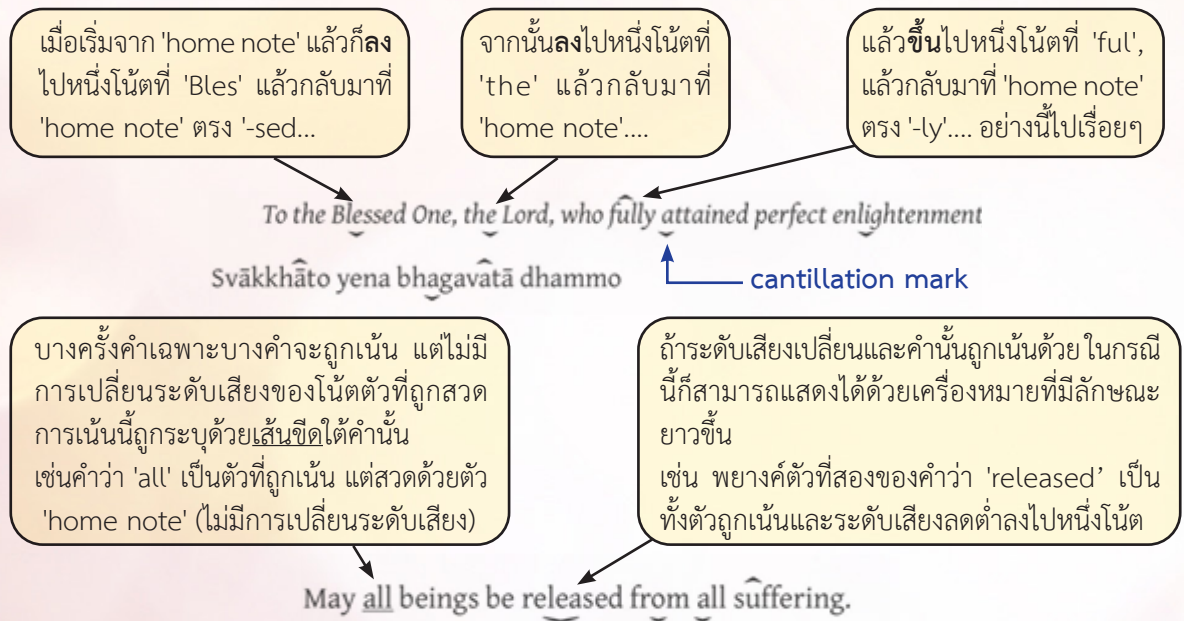 เมื่อเริ่มจาก 'home note' แล้วก็ลง
ไปหนึ่งโน้ตที่ 'Bles' แล้วกลับมาที่
'home note' ตรง '-sed...
จากนั้นลงไปหนึ่งโน้ตที่
'the' แล้วกลับมาที่
'home note'....
แล้วขึ้นไปหนึ่งโน้ตที่ 'ful',
แล้วกลับมาที่ 'home note'
ตรง '-ly'.... อย่างนี้ไปเรื่อยๆ
To the Blessed One, the Lord, who fully attained perfect enlightenment
Svākkhāto yena bhagavatā dhammo
cantillation mark
บางครั้งคำเฉพาะบางคำจะถูกเน้น แต่ไม่มี
การเปลี่ยนระดับเสียงของโน้ตตัวที่ถูกสวด
การเน้นนี้ถูกระบุด้วยเส้นขีดใต้คำนั้น
เช่นคำว่า 'all' เป็นตัวที่ถูกเน้น แต่สวดด้วยตัว
'home note' (ไม่มีการเปลี่ยนระดับเสียง)
ถ้าระดับเสียงเปลี่ยนและคำนั้นถูกเน้นด้วย ในกรณี
นี้ก็สามารถแสดงได้ด้วยเครื่องหมายที่มีลักษณะ
ยาวขึ้น
เช่น พยางค์ตัวที่สองของคำว่า 'released’ เป็น
ทั้งตัวถูกเน้นและระดับเสียงลดต่ำลงไปหนึ่งโน้ต
May all beings be released from all suffering.